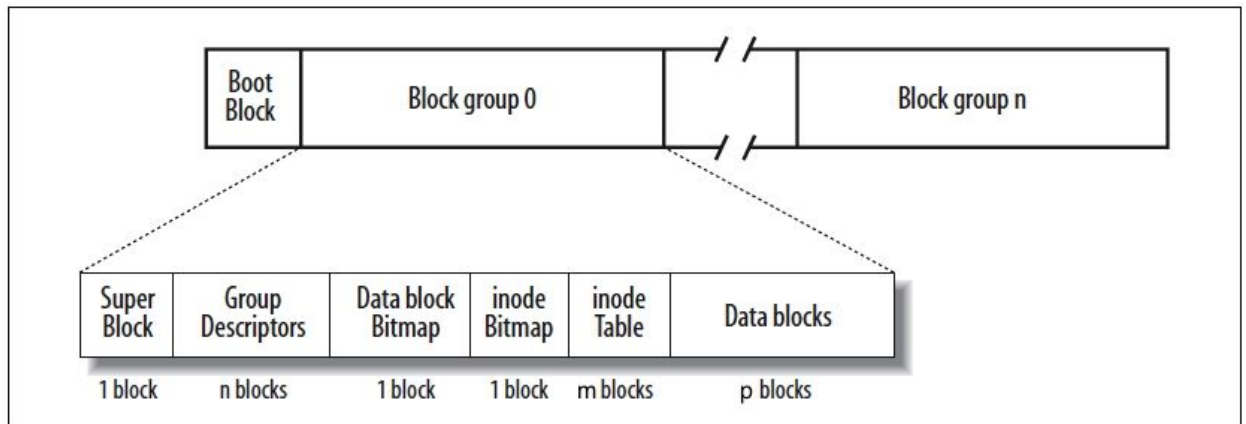 Boot
Block
Block group 0
Block group n
Super
Block
Group
Descriptors
Data block
Bitmap
inode
Bitmap
inode
Table
Data blocks
1 block
n blocks
1 block
1 block
m blocks
p blocks